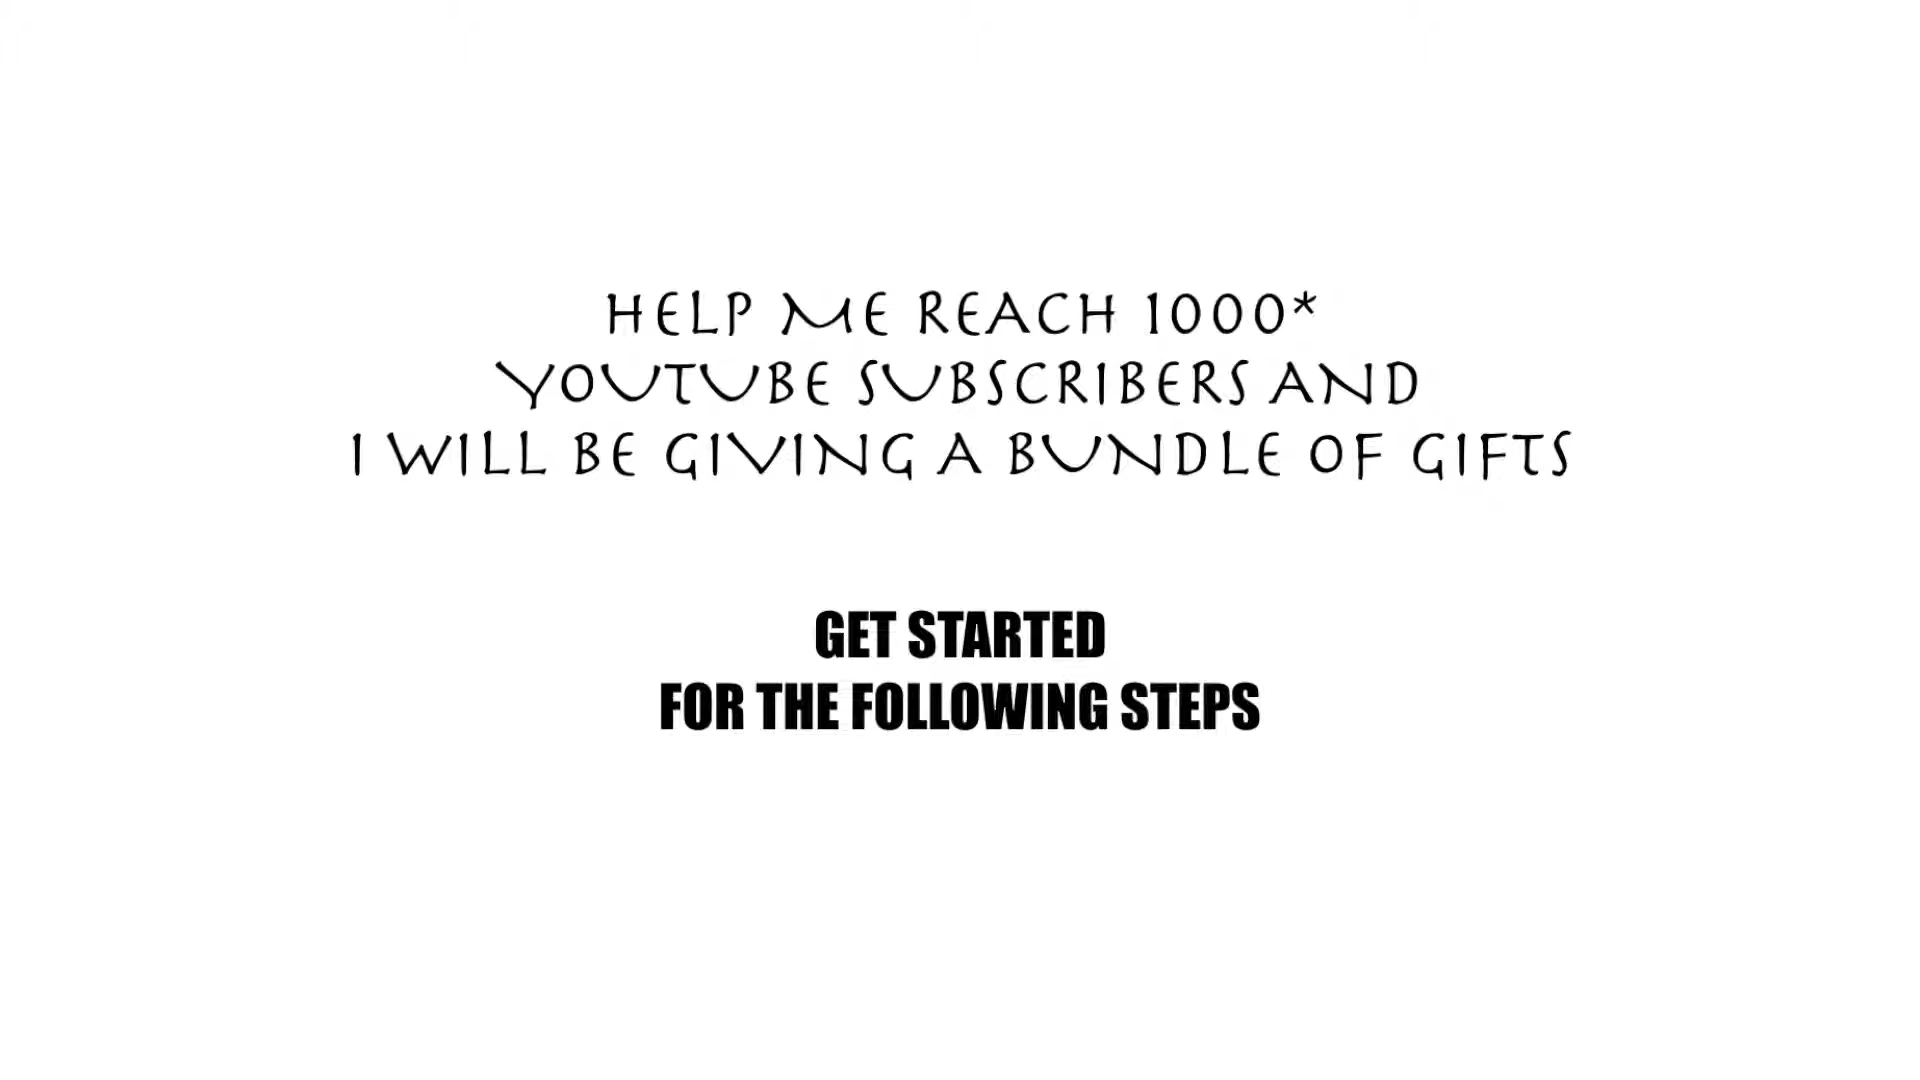 HELP ME REACH 1000*
YOUTUBE SUBSCRIBERS AND
I WILL BE GIVING A BUNDLE OF GIFTS
GET STARTED
FOR THE FOLLOWING STEPS